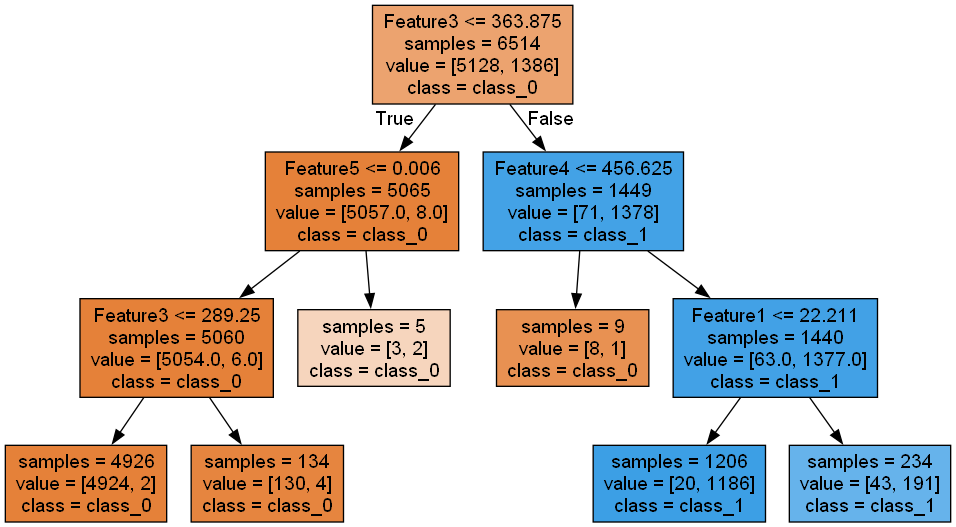 Feature3 <= 363.875
samples = 6514
value = [5128, 1386]
class = class_0
True
False
Feature5 <= 0.006
samples = 5065
value = [5057.0, 8.0]
class = class_0
Feature4 <= 456.625
samples = 1449
value = [71, 1378]
class = class_1
Feature3 <= 289.25
samples = 5060
value = [5054.0, 6.0]
class = class_0
samples = 5
value = [3, 2]
class = class_0
samples = 9
value = [8, 1]
class = class_0
Feature1 <= 22.211
samples = 1440
value = [63.0, 1377.0]
class = class_1
samples = 4926
value = [4924, 2]
class = class_0
samples = 134
value = [130, 4]
class = class_0
samples = 1206
value = [20, 1186]
class = class_1
samples = 234
value = [43, 191]
class = class_1